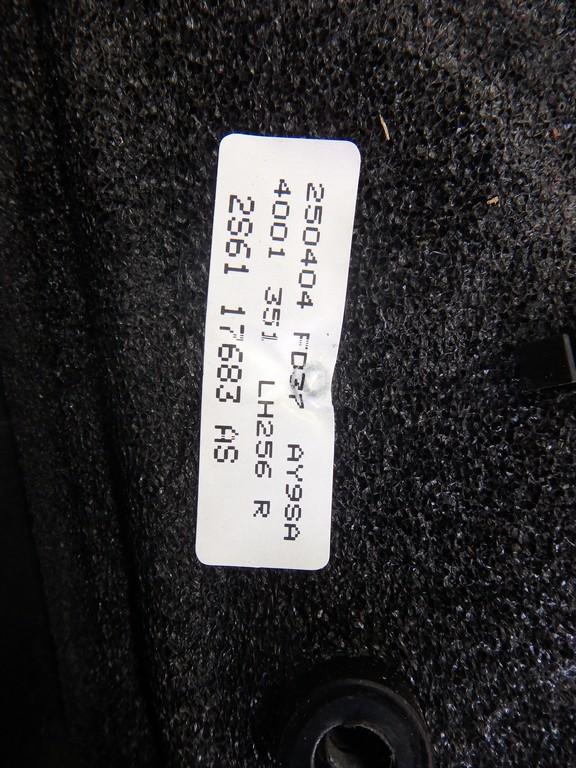 250404 FD37 AY9SA
4001 351 LH256 R
2S61 17683 AS